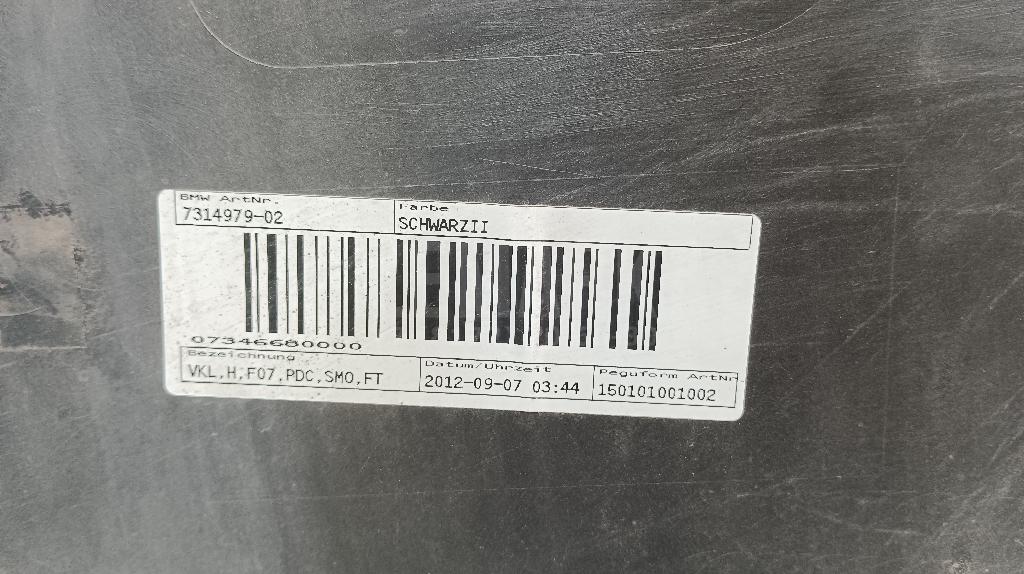 BMW ArtNr. Farbe
7314979-02 SCHWARZII
07346680000
Bezeichnung Datum/Uhrzeit Peguform ArtNr
VKL,H,F07,PDC,SMO,FT 2012-09-07 03:44 150101001002